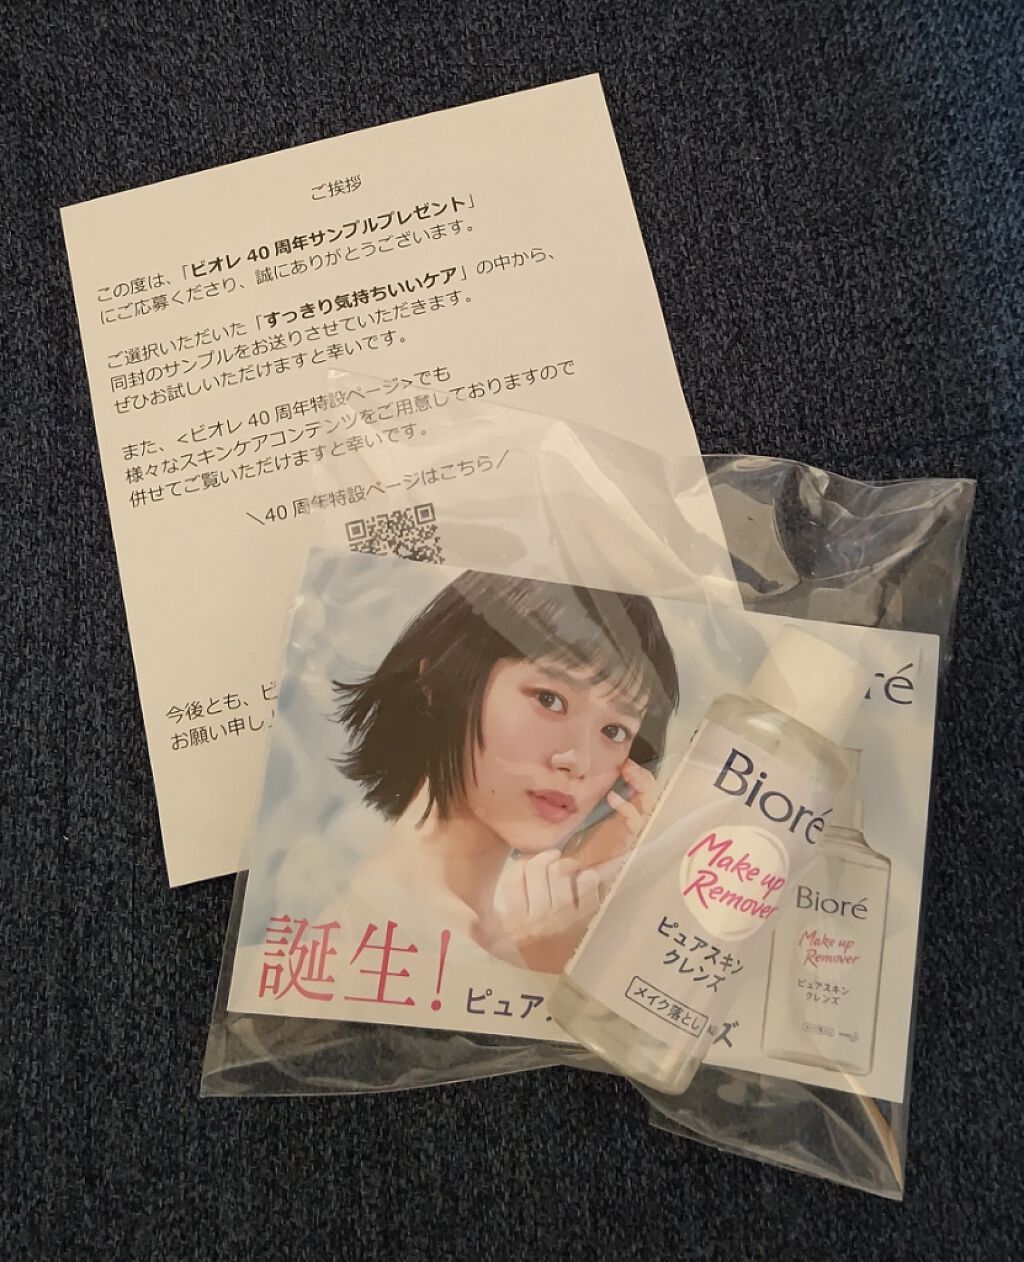 ご挨拶
この度は、「ビオレ 40 周年サンプルプレゼント」
にご応募くださり、誠にありがとうございます。
ご選択いただいた「すっきり気持ちいいケア」の中から、
同封のサンプルをお送りさせていただきます。
ぜひお試しいただけますと幸いです。
また、<ビオレ 40 周年特設ページ>でも
様々なスキンケアコンテンツをご用意しておりますので
併せてご覧いただけますと幸いです。
\40 周年特設ページはこちら/
今後とも、ビ
お願い申し上
ré
誕生!
ピュア
ズ
Bioré
Make up
Remover
ピュアスキン
クレンズ
メイク落とし
Bioré
Make up
Remover
ピュアスキン
クレンズ
メイク落とし